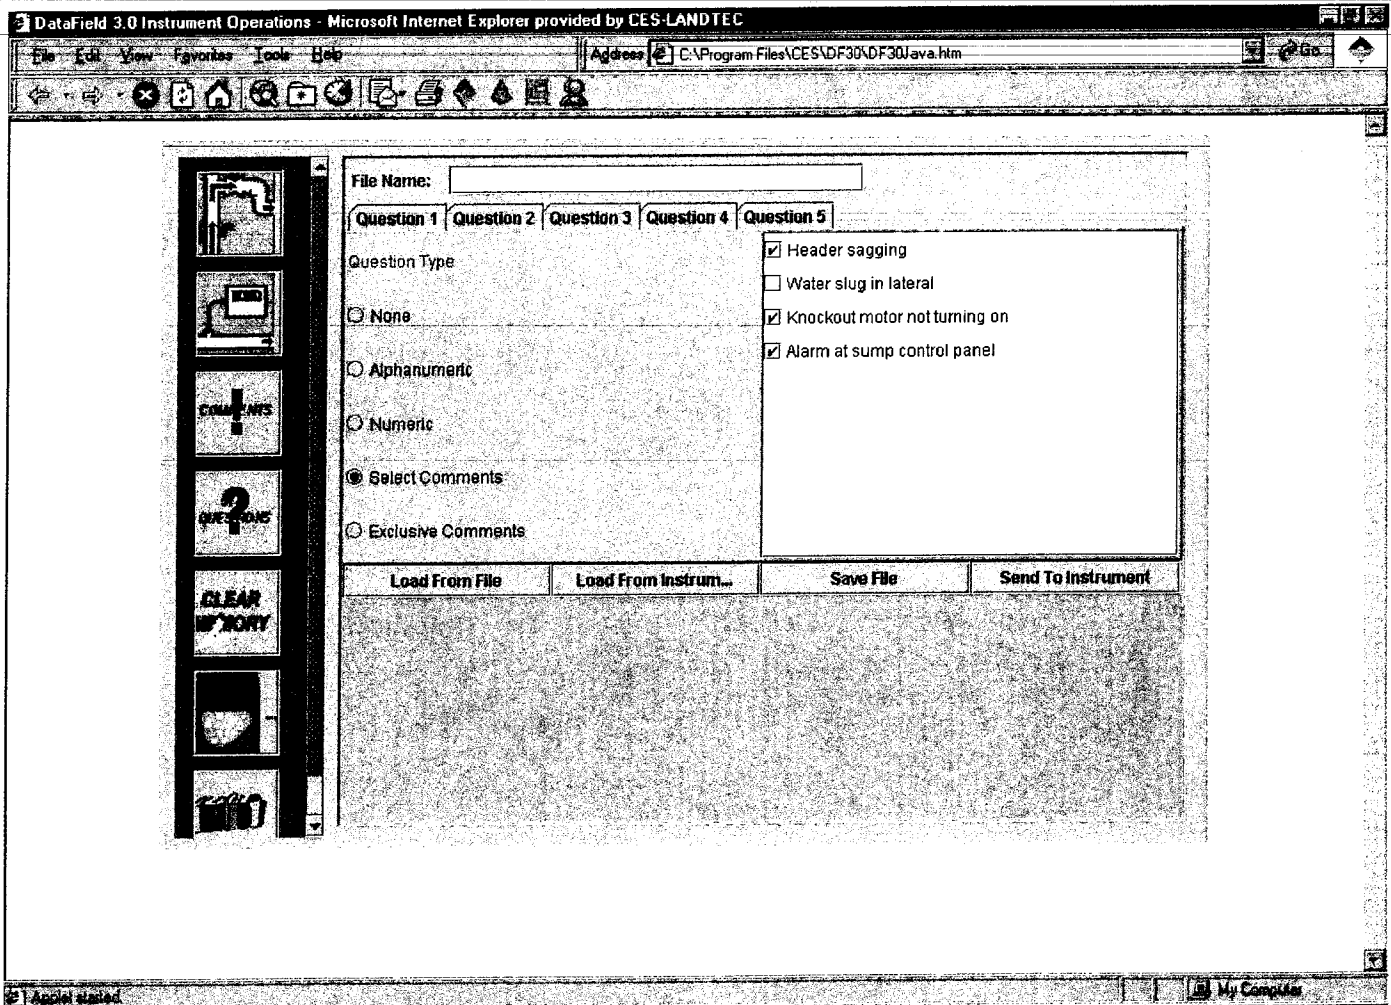 DataField 3.0 Instrument Operations - Microsoft Internet Explorer provided by CES-LANDTEC
File Edit View Favorites Tools Help
Address C:\Program Files\CES\DF30\DF30Java.htm Go
File Name:
Question 1 Question 2 Question 3 Question 4 Question 5
Question Type
None
Alphanumeric
Numeric
Select Comments
Exclusive Comments
Header sagging
Water slug in lateral
Knockout motor not turning on
Alarm at sump control panel
COMMENTS
QUESTIONS
CLEAR
MEMORY
Load From File Load From Instrum... Save File Send To Instrument
Applet started
My Computer